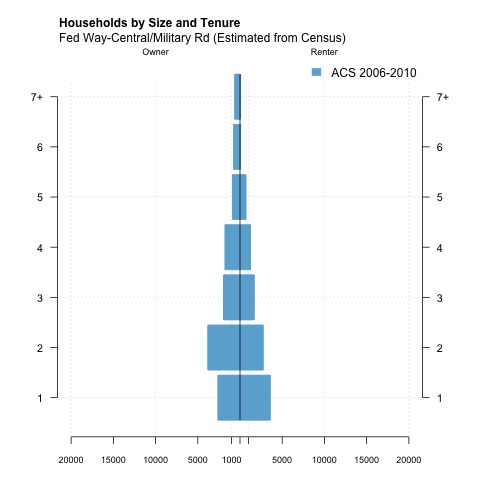 Households by Size and Tenure
Fed Way-Central/Military Rd (Estimated from Census)
Owner Renter
ACS 2006-2010
7+ 7+
6 6
5 5
4 4
3 3
2 2
1 1
20000 15000 10000 5000 1000 5000 10000 15000 20000